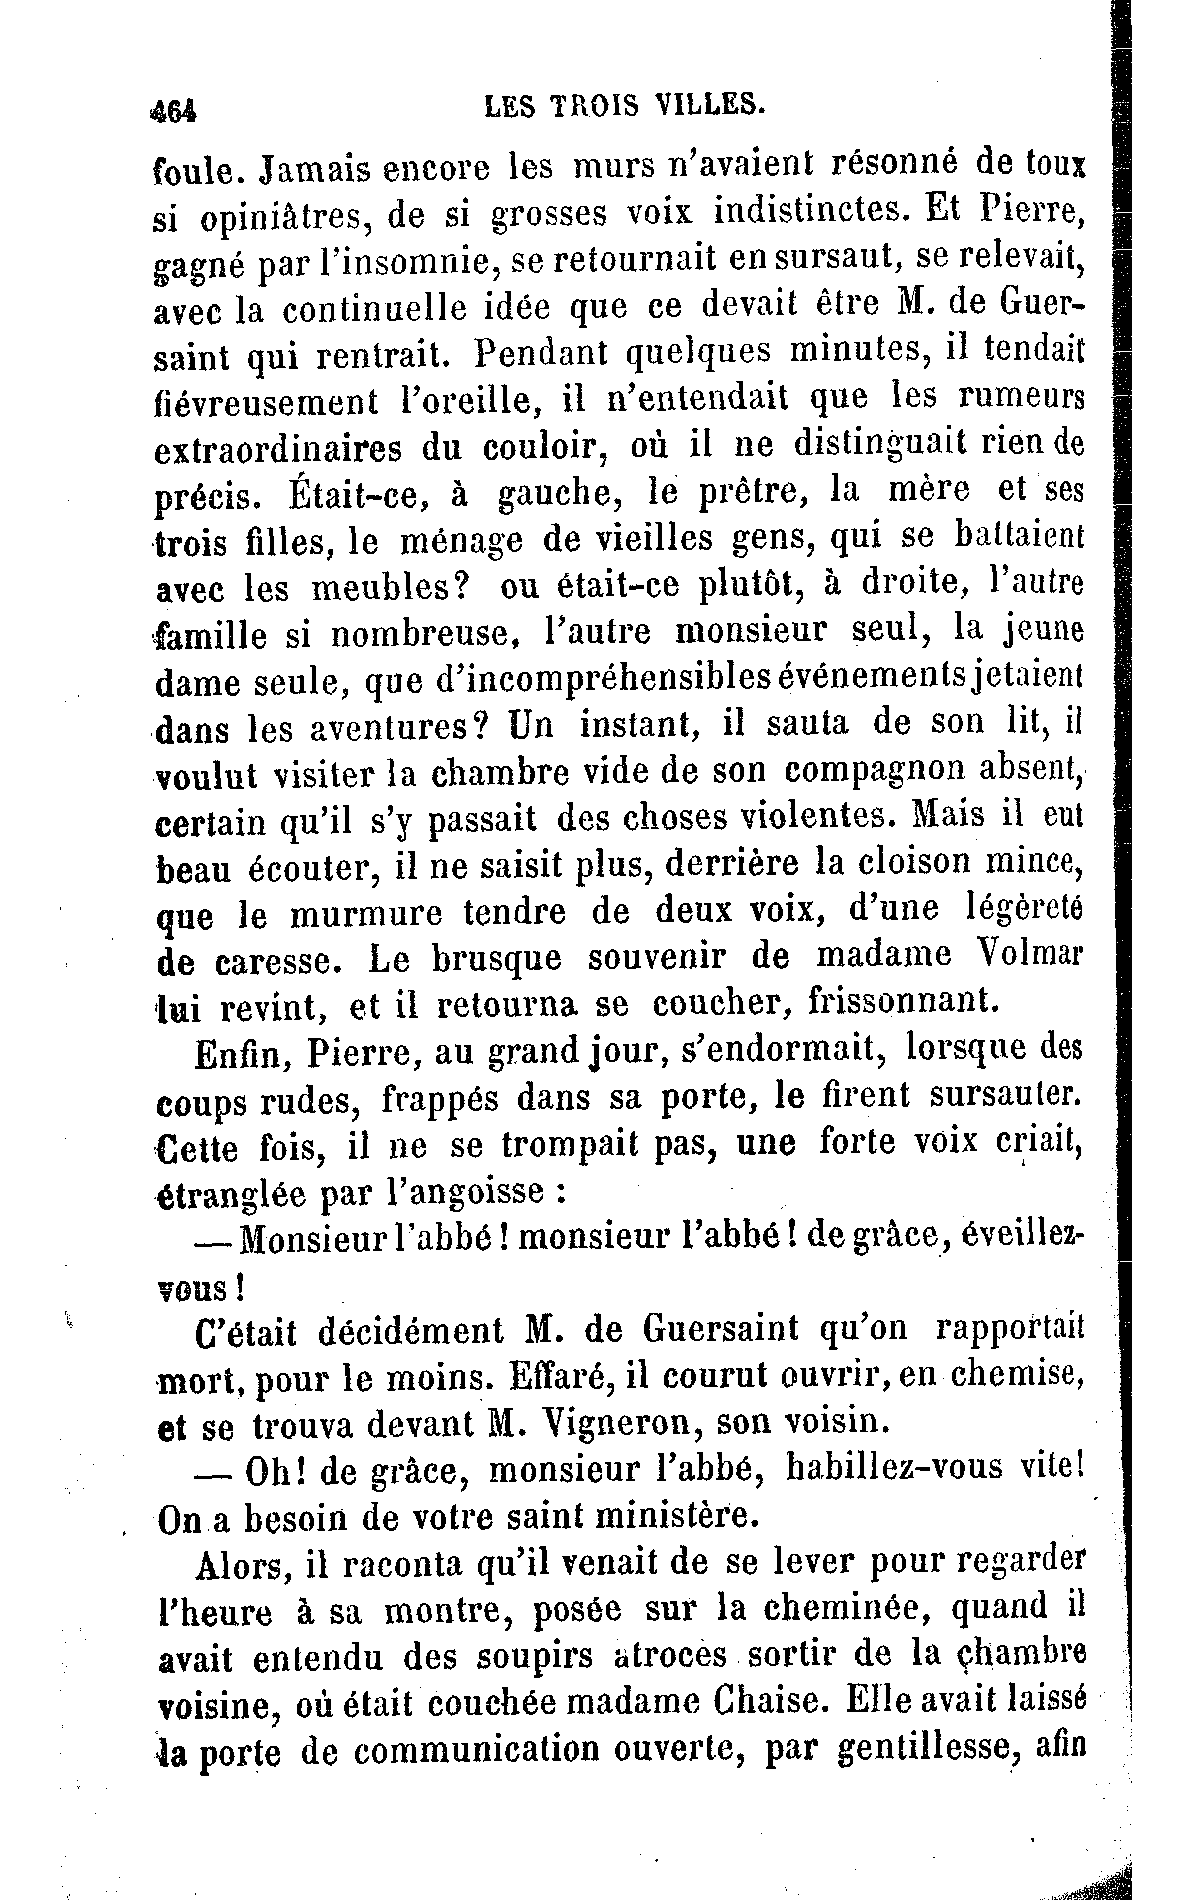 464 LES TROIS VILLES.
foule. Jamais encore les murs n'avaient résonné de toux
si opiniâtres, de si grosses voix indistinctes. Et Pierre,
gagné par l'insomnie, se retournait en sursaut, se relevait,
avec la continuelle idée que ce devait être M. de Guer-
saint qui rentrait. Pendant quelques minutes, il tendait
fiévreusement l'oreille, il n'entendait que les rumeurs
extraordinaires du couloir, où il ne distinguait rien de
précis. Était-ce, à gauche, le prêtre, la mère et ses
trois filles, le ménage de vieilles gens, qui se battaient
avec les meubles? ou était-ce plutôt, à droite, l'autre
famille si nombreuse, l'autre monsieur seul, la jeune
dame seule, que d'incompréhensibles événements jetaient
dans les aventures? Un instant, il sauta de son lit, il
voulut visiter la chambre vide de son compagnon absent,
certain qu'il s'y passait des choses violentes. Mais il eut
beau écouter, il ne saisit plus, derrière la cloison mince,
que le murmure tendre de deux voix, d'une légèreté
de caresse. Le brusque souvenir de madame Volmar
lui revint, et il retourna se coucher, frissonnant.
Enfin, Pierre, au grand jour, s'endormait, lorsque des
coups rudes, frappés dans sa porte, le firent sursauter.
Cette fois, il ne se trompait pas, une forte voix criait,
étranglée par l'angoisse :
— Monsieur l'abbé ! monsieur l'abbé ! de grâce, éveillez-
vous !
C'était décidément M. de Guersaint qu'on rapportait
mort, pour le moins. Effaré, il courut ouvrir, en chemise,
et se trouva devant M. Vigneron, son voisin.
— Oh! de grâce, monsieur l'abbé, habillez-vous vite!
On a besoin de votre saint ministère.
Alors, il raconta qu'il venait de se lever pour regarder
l'heure à sa montre, posée sur la cheminée, quand il
avait entendu des soupirs atroces sortir de la chambre
voisine, où était couchée madame Chaise. Elle avait laissé
la porte de communication ouverte, par gentillesse, afin